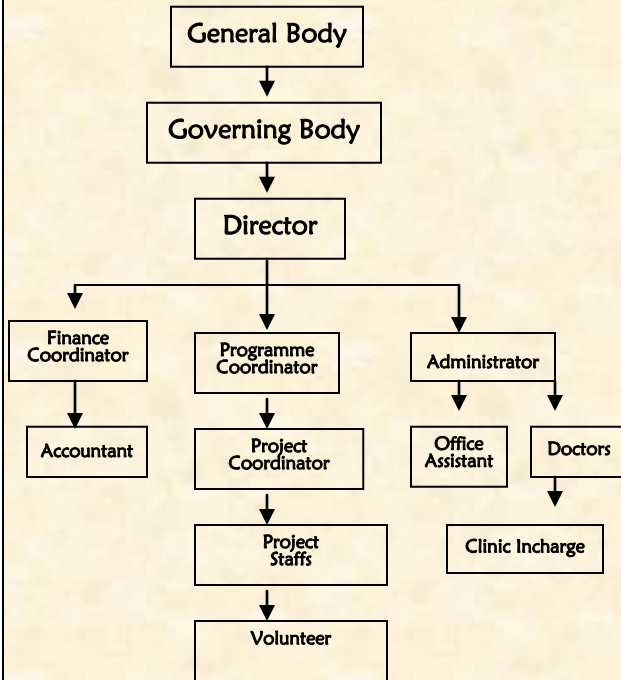 General Body
Governing Body
Director
Finance
Coordinator
Programme
Coordinator
Administrator
Accountant
Project
Coordinator
Office
Assistant
Doctors
Project
Staffs
Clinic Incharge
Volunteer